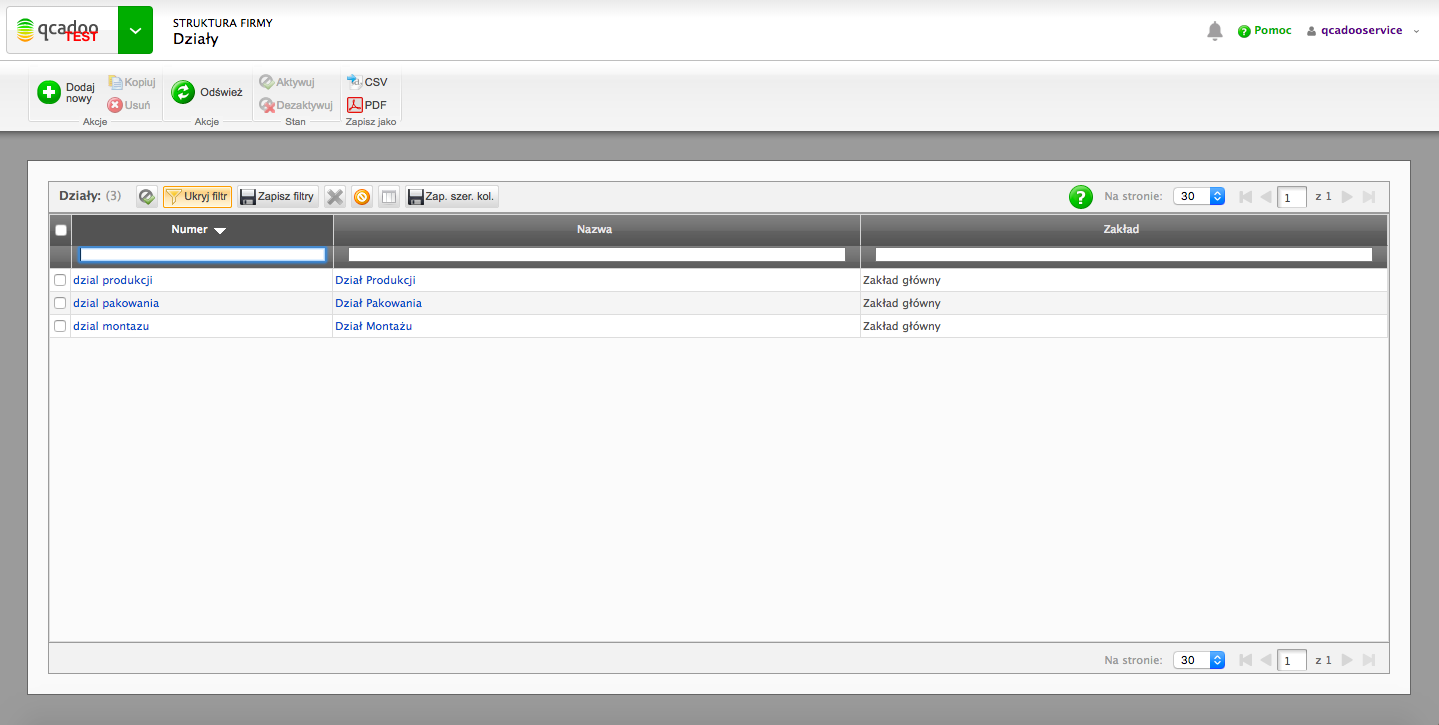 qcadoo
TEST
STRUKTURA FIRMY
Działy
Pomoc
qcadooservice
Dodaj
nowy
Kopiuj
Usuń
Akcje
Odśwież
Akcje
Aktywuj
Dezaktywuj
Stan
CSV
PDF
Zapisz jako
Działy: (3)
Ukryj filtr
Zapisz filtry
Zap. szer. kol.
Na stronie: 30 1 z 1
Numer Nazwa Zakład
dzial produkcji Dział Produkcji Zakład główny
dzial pakowania Dział Pakowania Zakład główny
dzial montazu Dział Montażu Zakład główny
Na stronie: 30 1 z 1